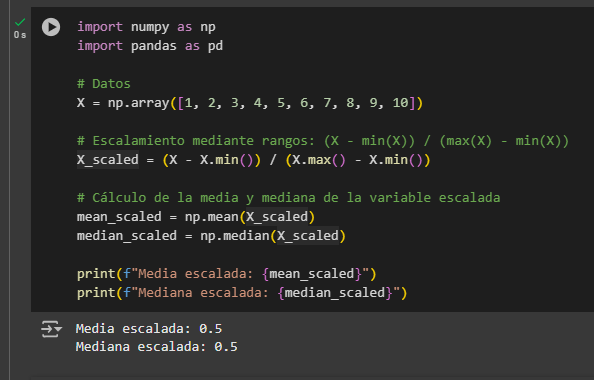 import numpy as np
0 s
import pandas as pd
# Datos
X = np.array([1, 2, 3, 4, 5, 6, 7, 8, 9, 10])
# Escalamiento mediante rangos: (X - min(X)) / (max(X) - min(X))
X_scaled = (X - X.min()) / (X.max() - X.min())
# Cálculo de la media y mediana de la variable escalada
mean_scaled = np.mean(X_scaled)
median_scaled = np.median(X_scaled)
print(f"Media escalada: {mean_scaled}")
print(f"Mediana escalada: {median_scaled}")
Media escalada: 0.5
Mediana escalada: 0.5